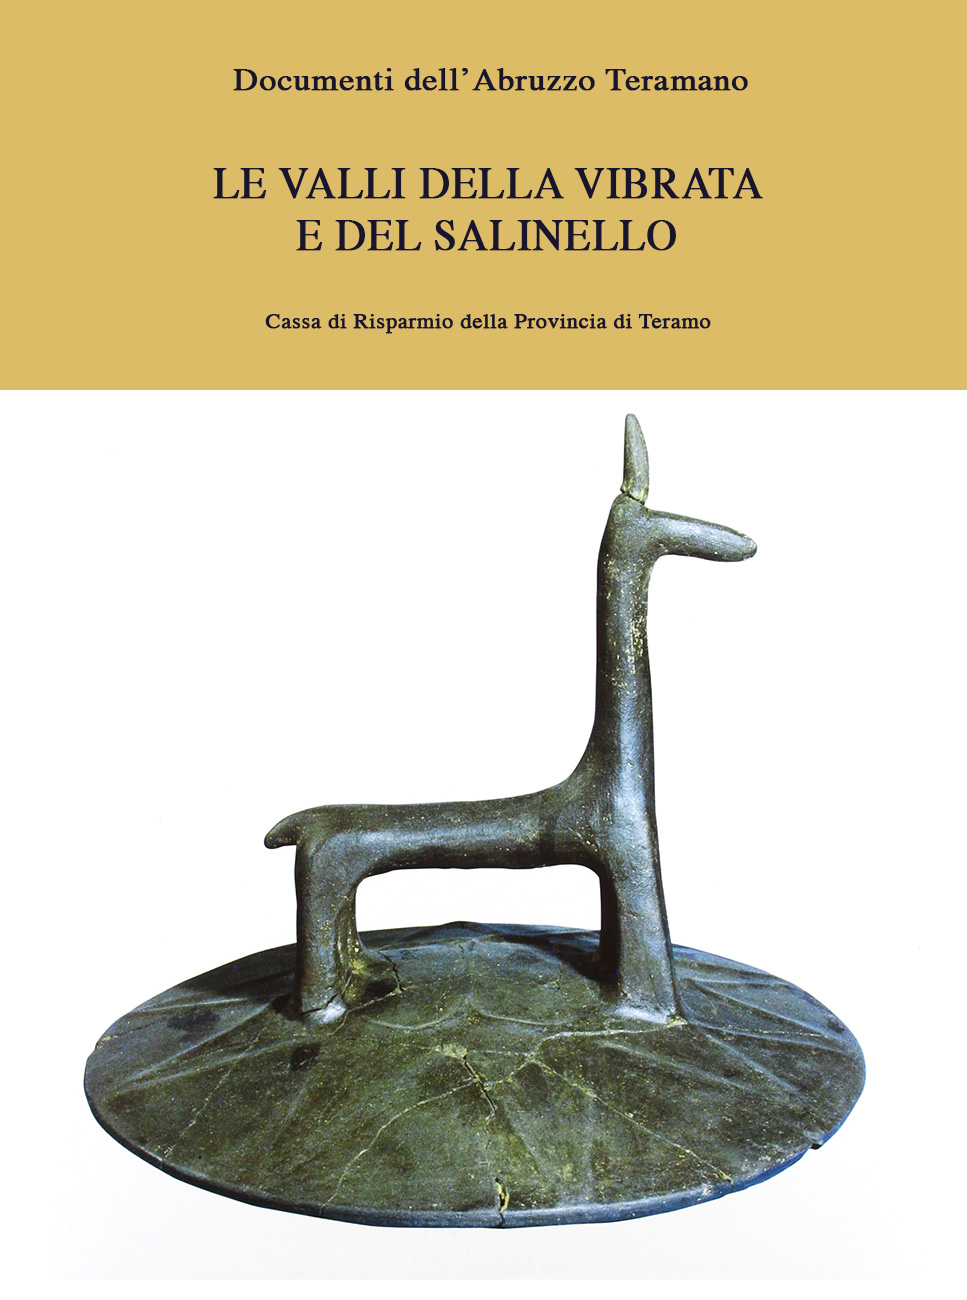 Documenti dell’Abruzzo Teramano
LE VALLI DELLA VIBRATA
E DEL SALINELLO
Cassa di Risparmio della Provincia di Teramo